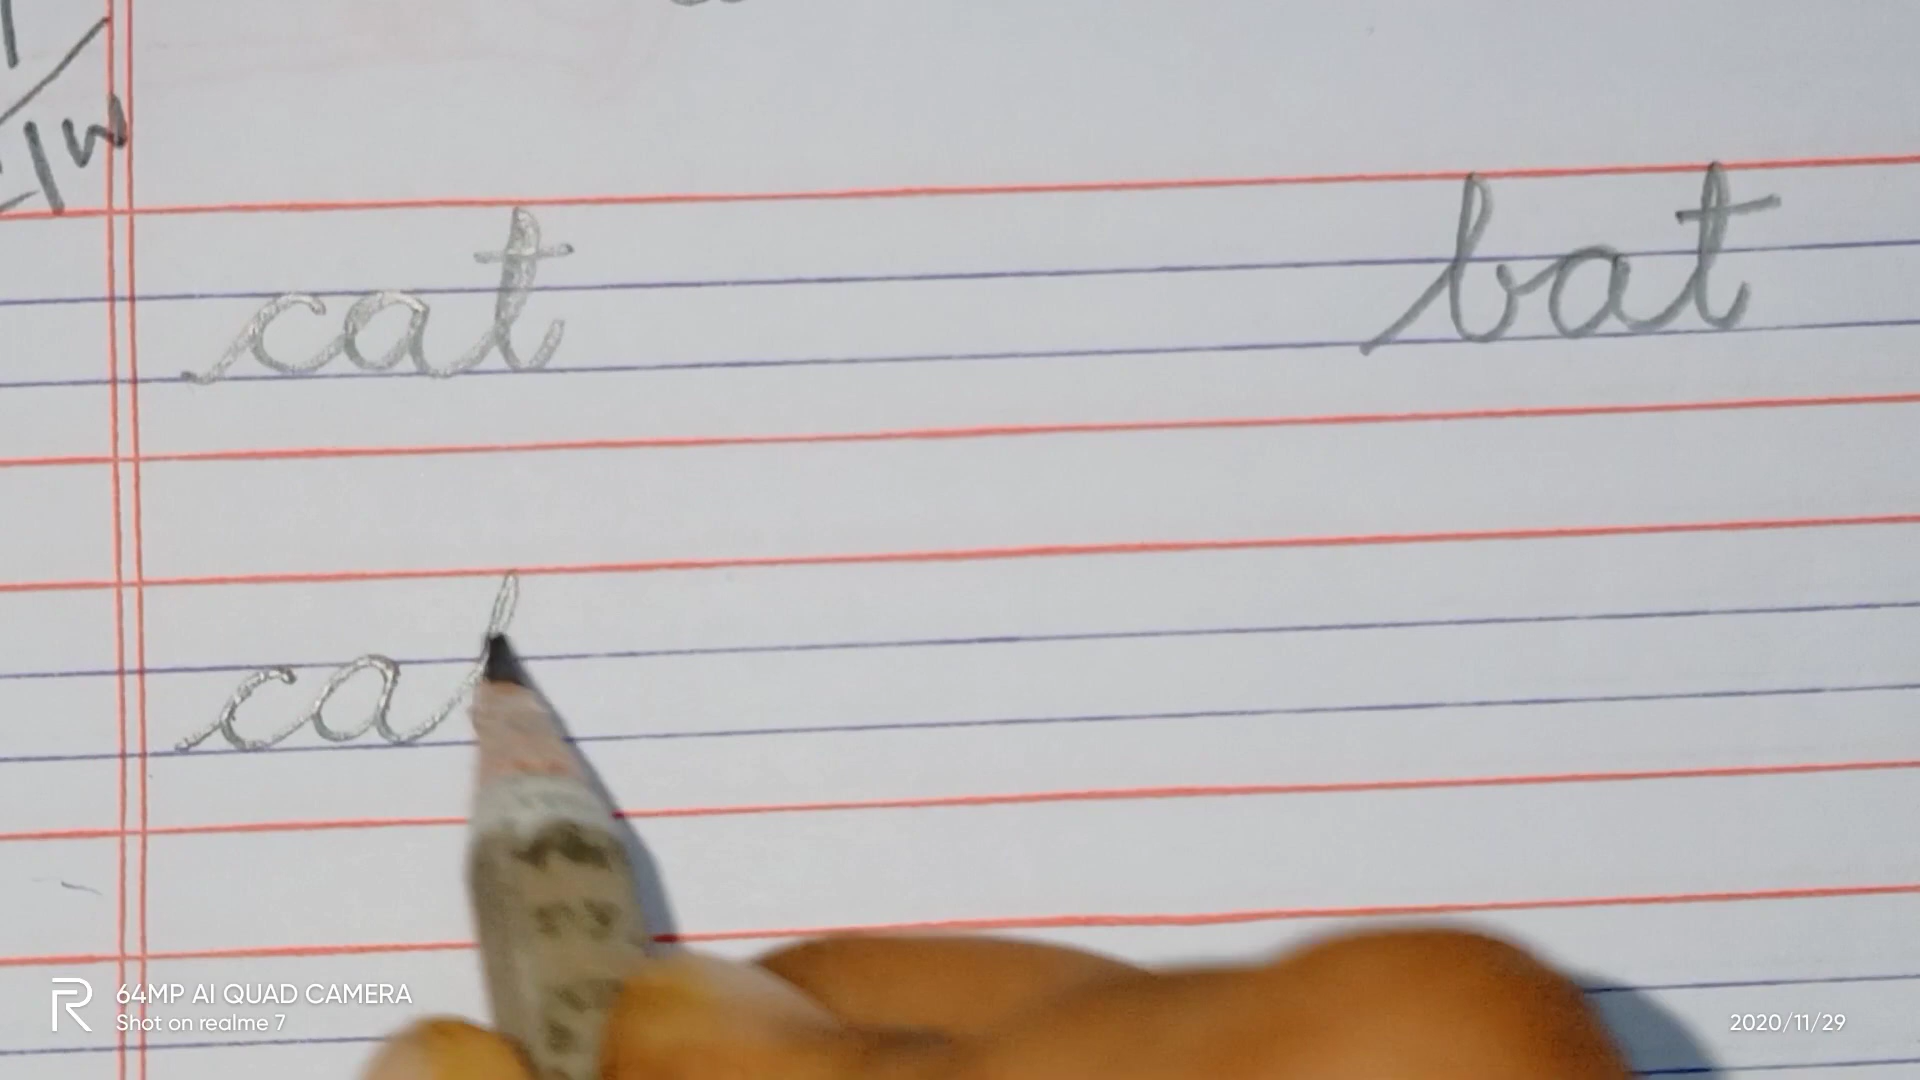 cat bat
ca
64MP AI QUAD CAMERA
Shot on realme 7
2020/11/29